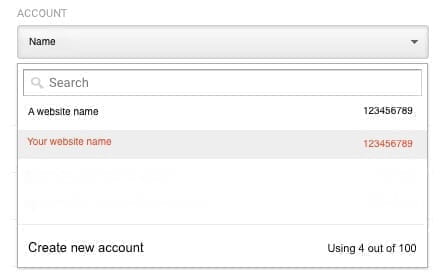 ACCOUNT
Name
Search
A website name 123456789
Your website name 123456789
Create new account Using 4 out of 100